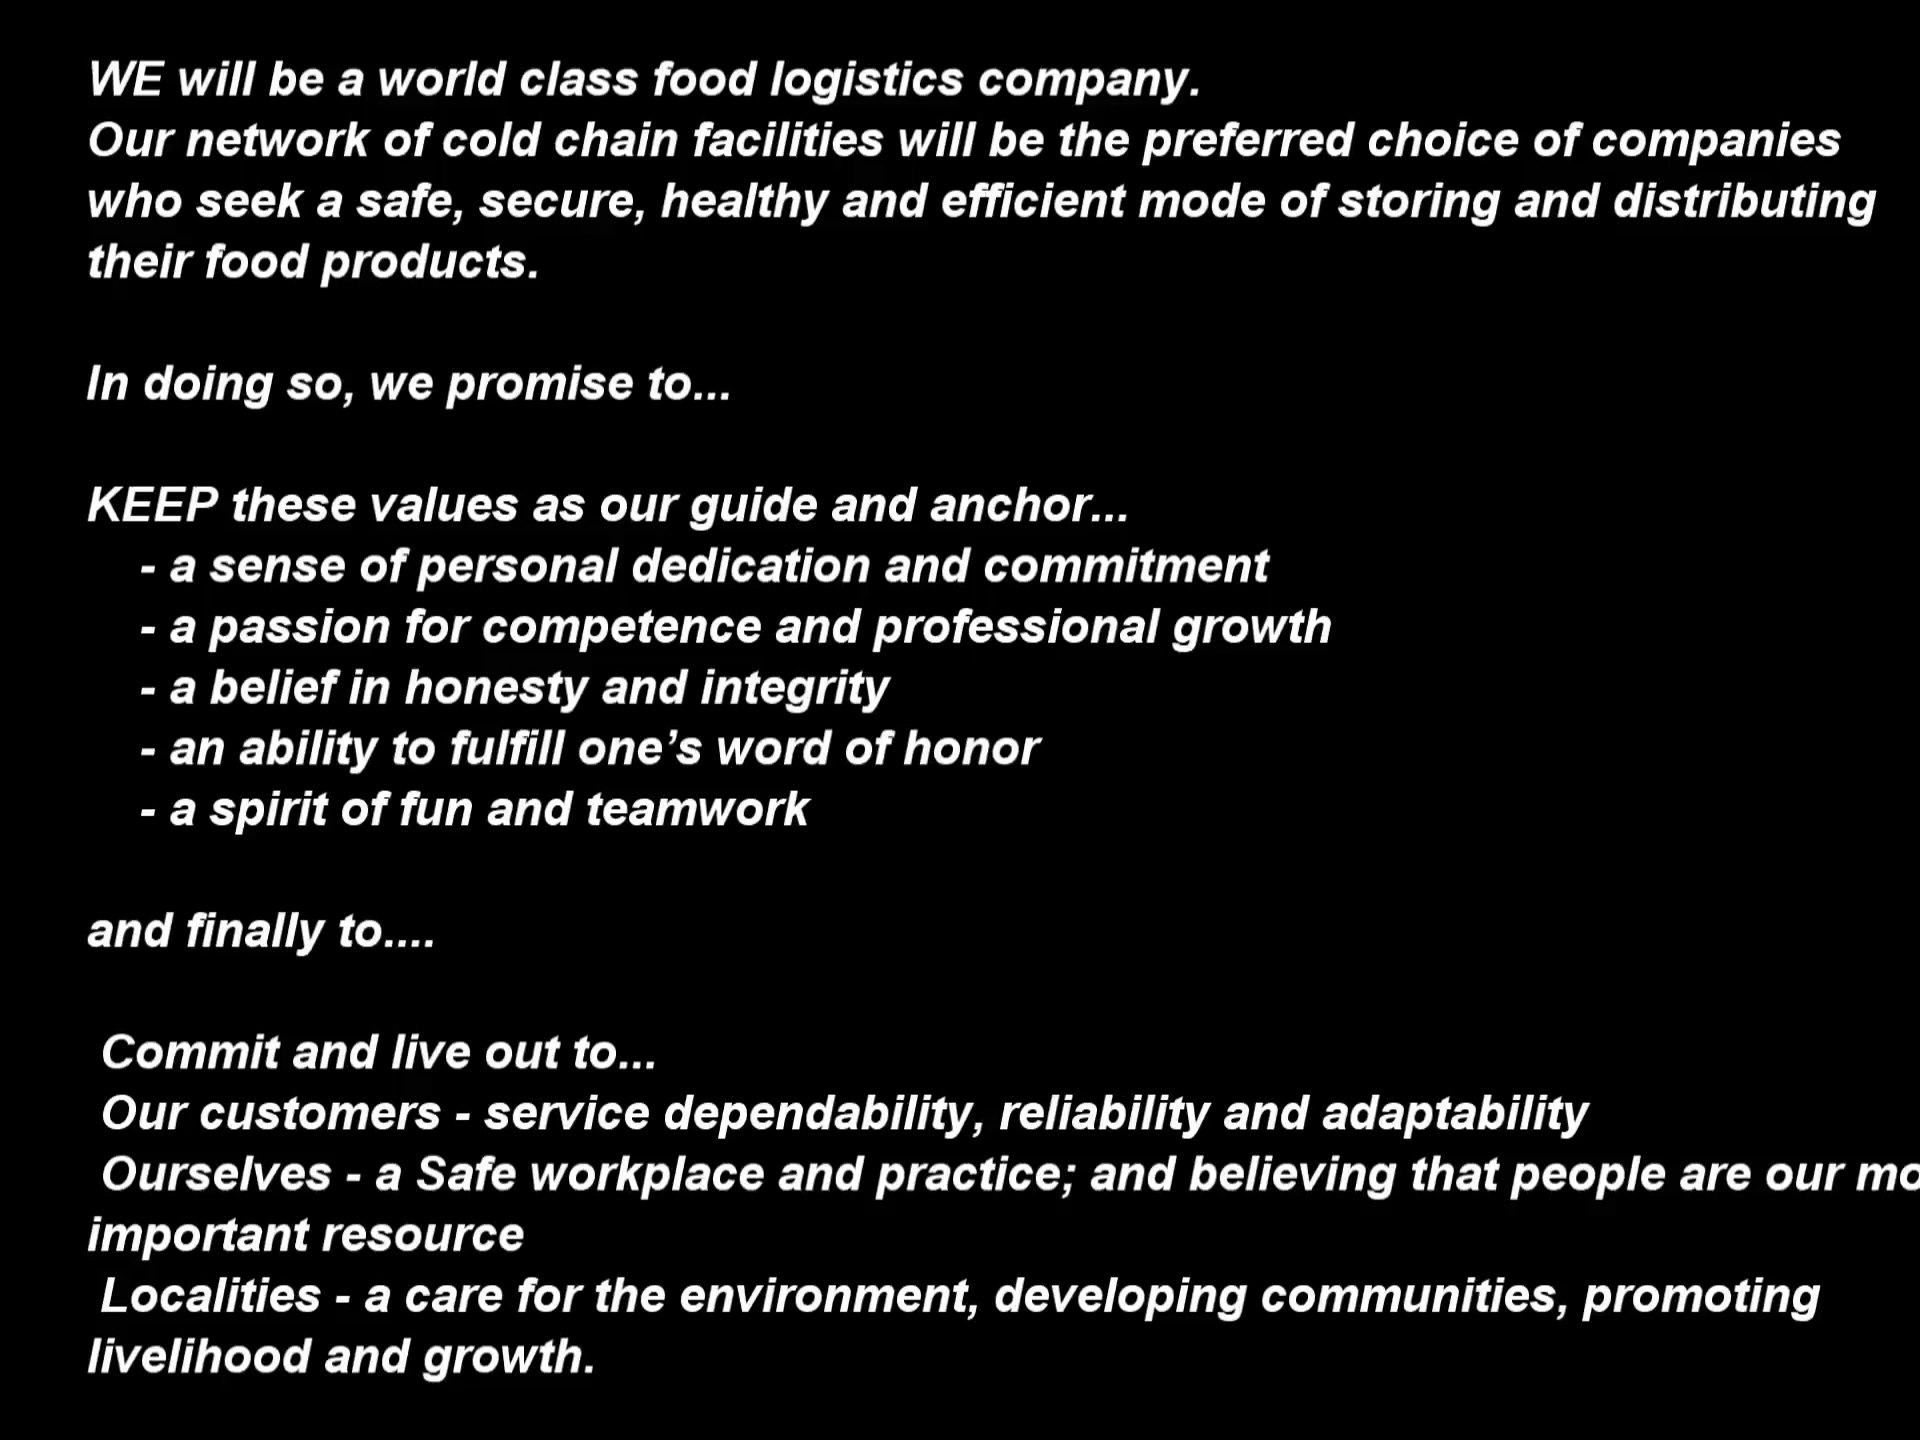 WE will be a world class food logistics company.
Our network of cold chain facilities will be the preferred choice of companies
who seek a safe, secure, healthy and efficient mode of storing and distributing
their food products.
In doing so, we promise to...
KEEP these values as our guide and anchor...
- a sense of personal dedication and commitment
- a passion for competence and professional growth
- a belief in honesty and integrity
- an ability to fulfill one’s word of honor
- a spirit of fun and teamwork
and finally to....
Commit and live out to...
Our customers - service dependability, reliability and adaptability
Ourselves - a Safe workplace and practice; and believing that people are our mo
important resource
Localities - a care for the environment, developing communities, promoting
livelihood and growth.